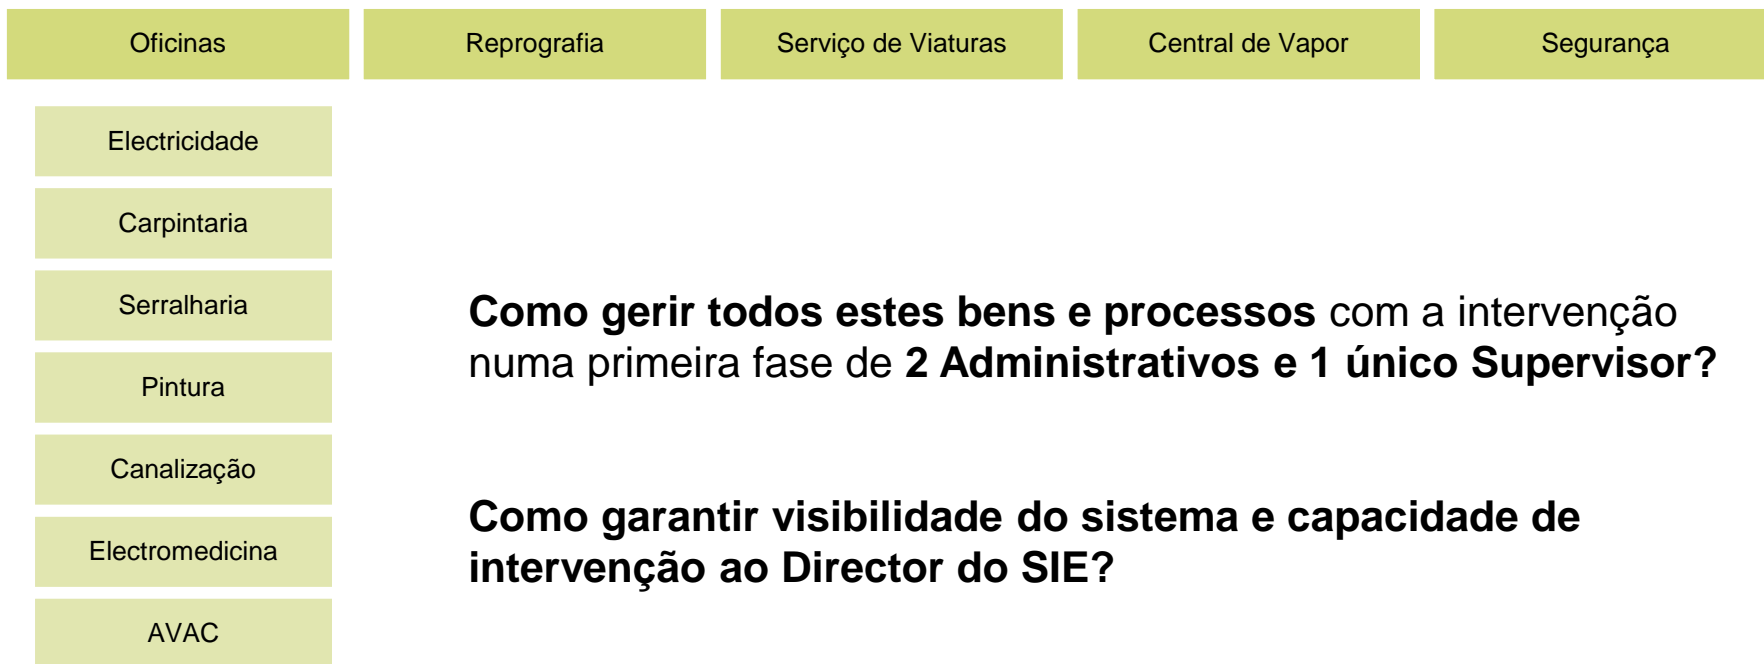 Oficinas
Reprografia
Serviço de Viaturas
Central de Vapor
Segurança
Electricidade
Carpintaria
Serralharia
Pintura
Canalização
Electromedicina
AVAC
Como gerir todos estes bens e processos com a intervenção
numa primeira fase de 2 Administrativos e 1 único Supervisor?
Como garantir visibilidade do sistema e capacidade de
intervenção ao Director do SIE?